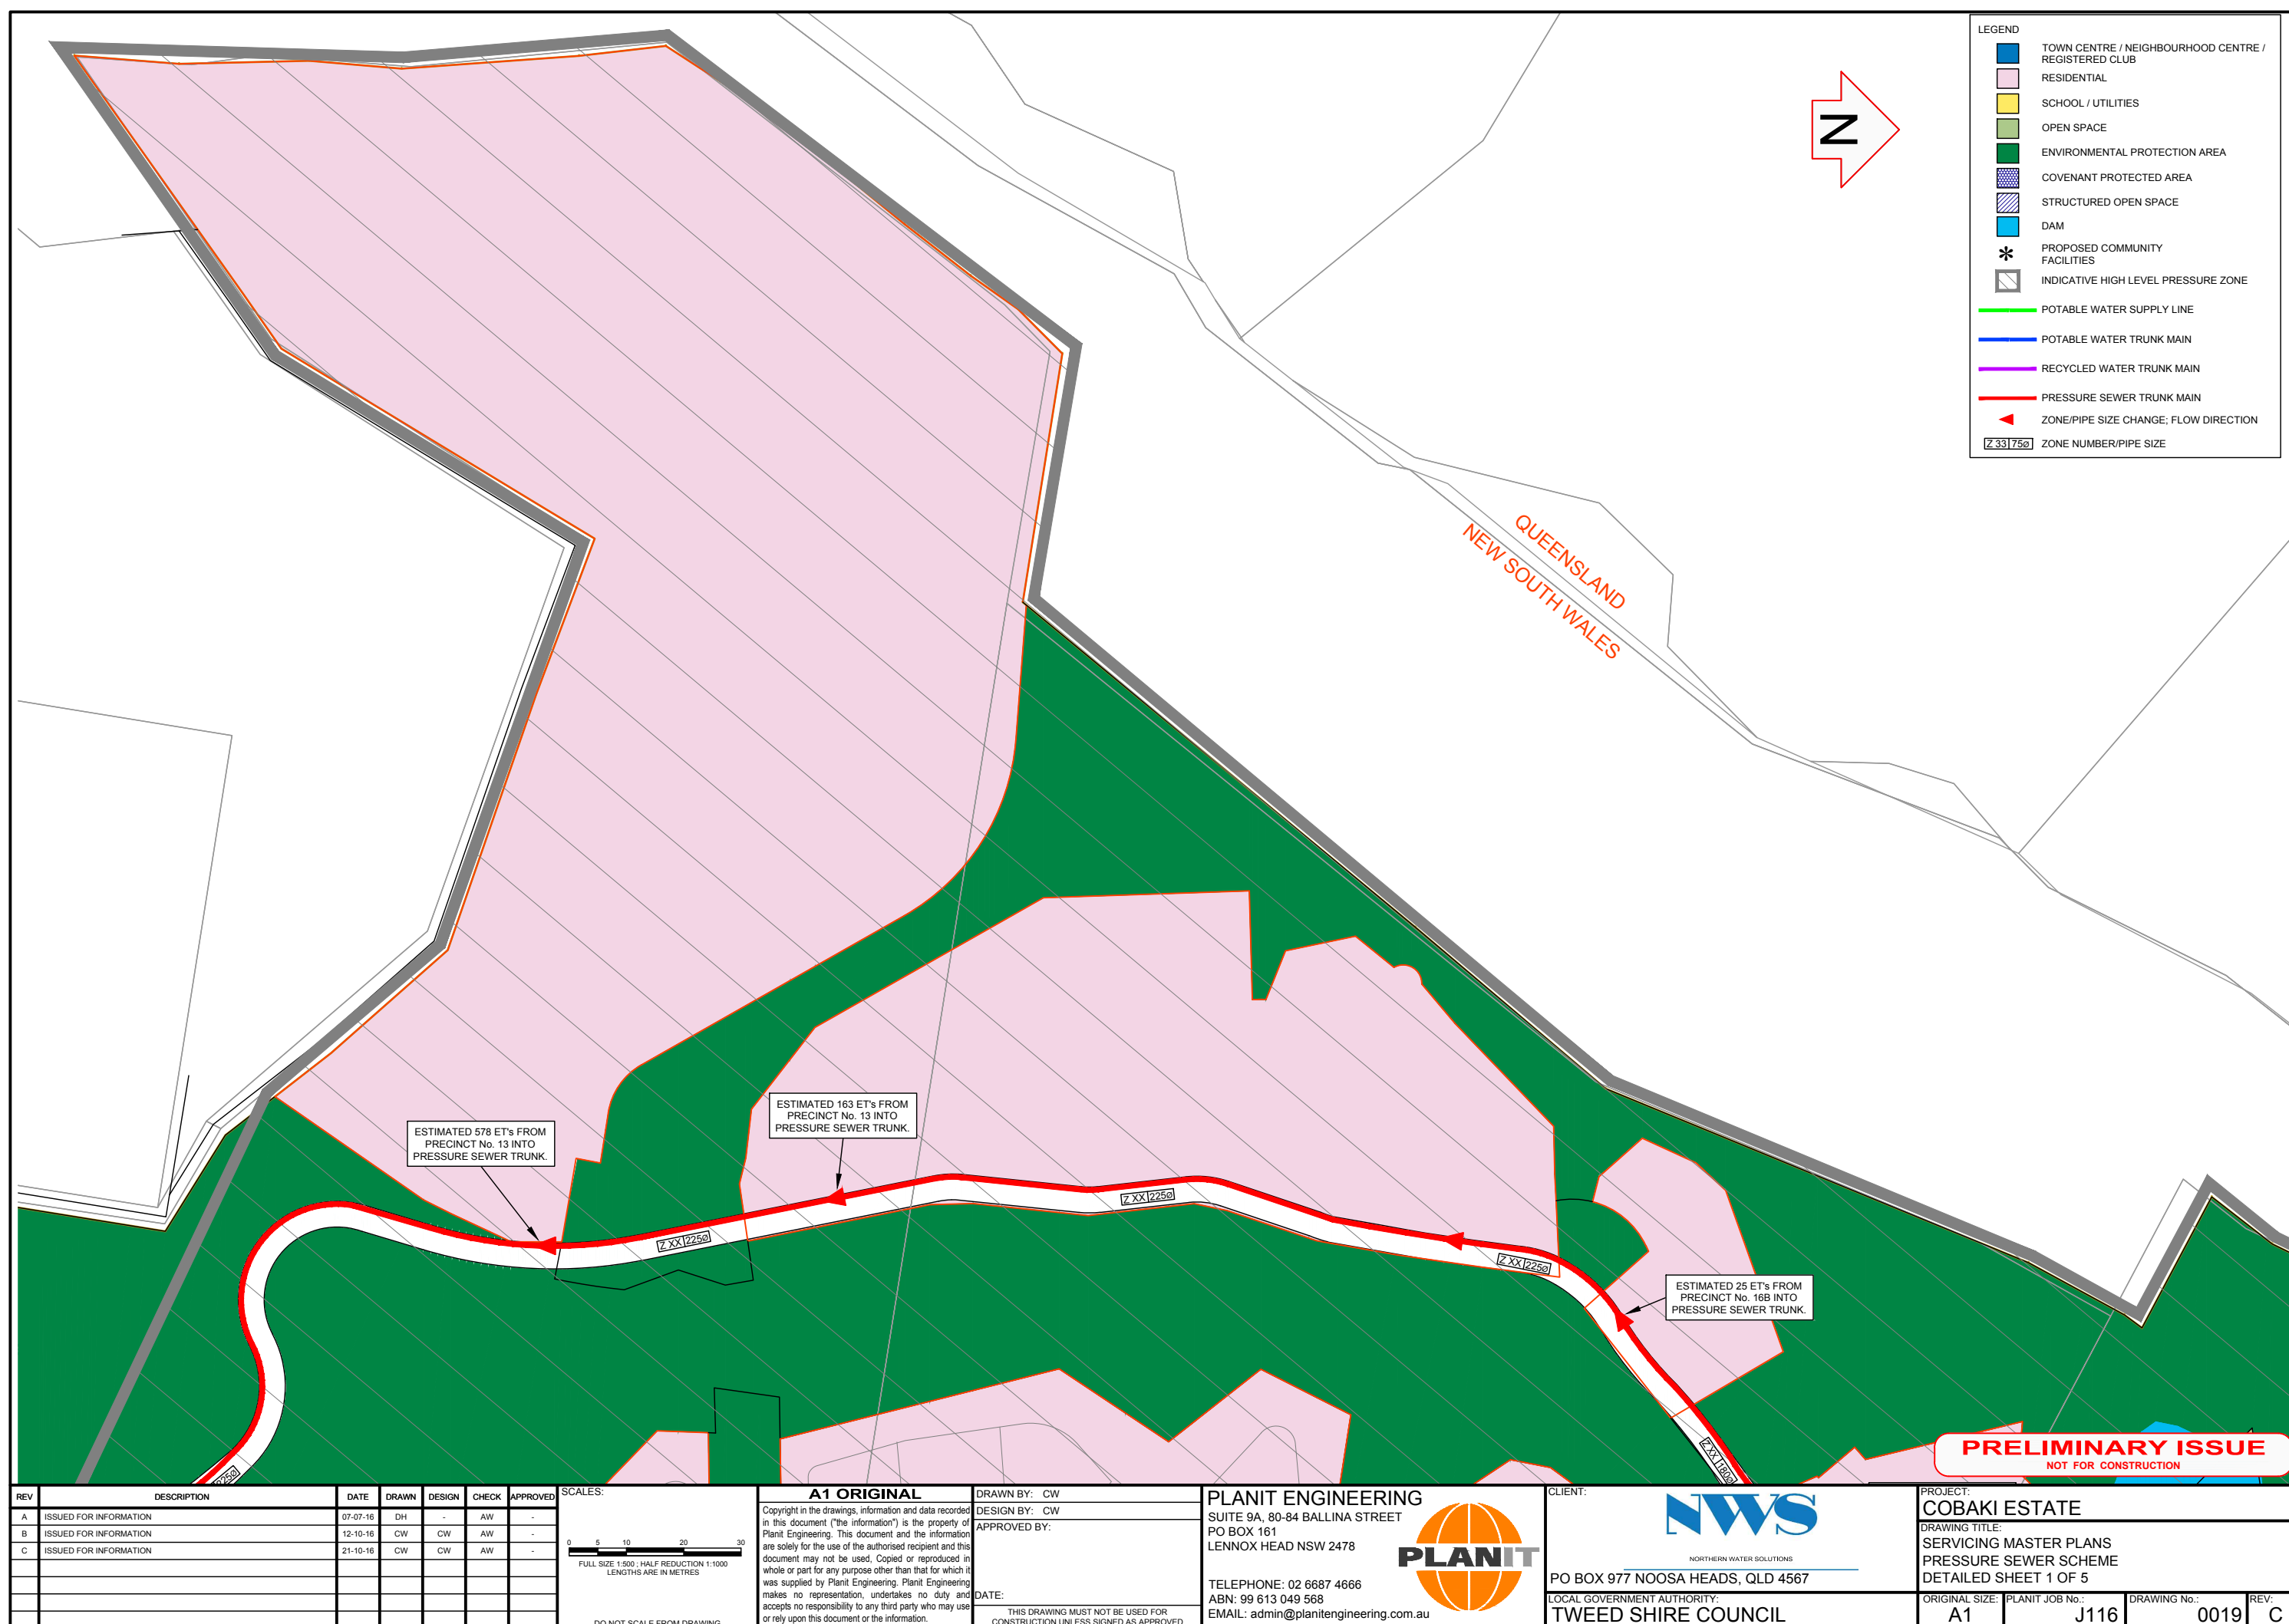 LEGEND
TOWN CENTRE / NEIGHBOURHOOD CENTRE /
REGISTERED CLUB
RESIDENTIAL
SCHOOL / UTILITIES
OPEN SPACE
ENVIRONMENTAL PROTECTION AREA
COVENANT PROTECTED AREA
STRUCTURED OPEN SPACE
DAM
* PROPOSED COMMUNITY
FACILITIES
INDICATIVE HIGH LEVEL PRESSURE ZONE
POTABLE WATER SUPPLY LINE
POTABLE WATER TRUNK MAIN
RECYCLED WATER TRUNK MAIN
PRESSURE SEWER TRUNK MAIN
ZONE/PIPE SIZE CHANGE; FLOW DIRECTION
Z 33 75ø ZONE NUMBER/PIPE SIZE
N
QUEENSLAND
NEW SOUTH WALES
ESTIMATED 163 ET's FROM
PRECINCT No. 13 INTO
PRESSURE SEWER TRUNK.
ESTIMATED 578 ET's FROM
PRECINCT No. 13 INTO
PRESSURE SEWER TRUNK.
Z XX 225ø
Z XX 225ø
Z XX 225ø
ESTIMATED 25 ET's FROM
PRECINCT No. 16B INTO
PRESSURE SEWER TRUNK.
Z XX 180ø
225ø
PRELIMINARY ISSUE
NOT FOR CONSTRUCTION
REV DESCRIPTION DATE DRAWN DESIGN CHECK APPROVED
A ISSUED FOR INFORMATION 07-07-16 DH - AW -
B ISSUED FOR INFORMATION 12-10-16 CW CW AW -
C ISSUED FOR INFORMATION 21-10-16 CW CW AW -
SCALES:
0 5 10 20 30
FULL SIZE 1:500 ; HALF REDUCTION 1:1000
LENGTHS ARE IN METRES
DO NOT SCALE FROM DRAWING
A1 ORIGINAL
Copyright in the drawings, information and data recorded
in this document ("the information") is the property of
Planit Engineering. This document and the information
are solely for the use of the authorised recipient and this
document may not be used, Copied or reproduced in
whole or part for any purpose other than that for which it
was supplied by Planit Engineering. Planit Engineering
makes no representation, undertakes no duty and
accepts no responsibility to any third party who may use
or rely upon this document or the information.
DRAWN BY: CW
DESIGN BY: CW
APPROVED BY:
DATE:
THIS DRAWING MUST NOT BE USED FOR
CONSTRUCTION UNLESS SIGNED AS APPROVED
PLANIT ENGINEERING
SUITE 9A, 80-84 BALLINA STREET
PO BOX 161
LENNOX HEAD NSW 2478
TELEPHONE: 02 6687 4666
ABN: 99 613 049 568
EMAIL: admin@planitengineering.com.au
PLANIT
CLIENT:
NWS
NORTHERN WATER SOLUTIONS
PO BOX 977 NOOSA HEADS, QLD 4567
LOCAL GOVERNMENT AUTHORITY:
TWEED SHIRE COUNCIL
PROJECT:
COBAKI ESTATE
DRAWING TITLE:
SERVICING MASTER PLANS
PRESSURE SEWER SCHEME
DETAILED SHEET 1 OF 5
ORIGINAL SIZE: PLANIT JOB No.: DRAWING No.: REV:
A1 J116 0019 C